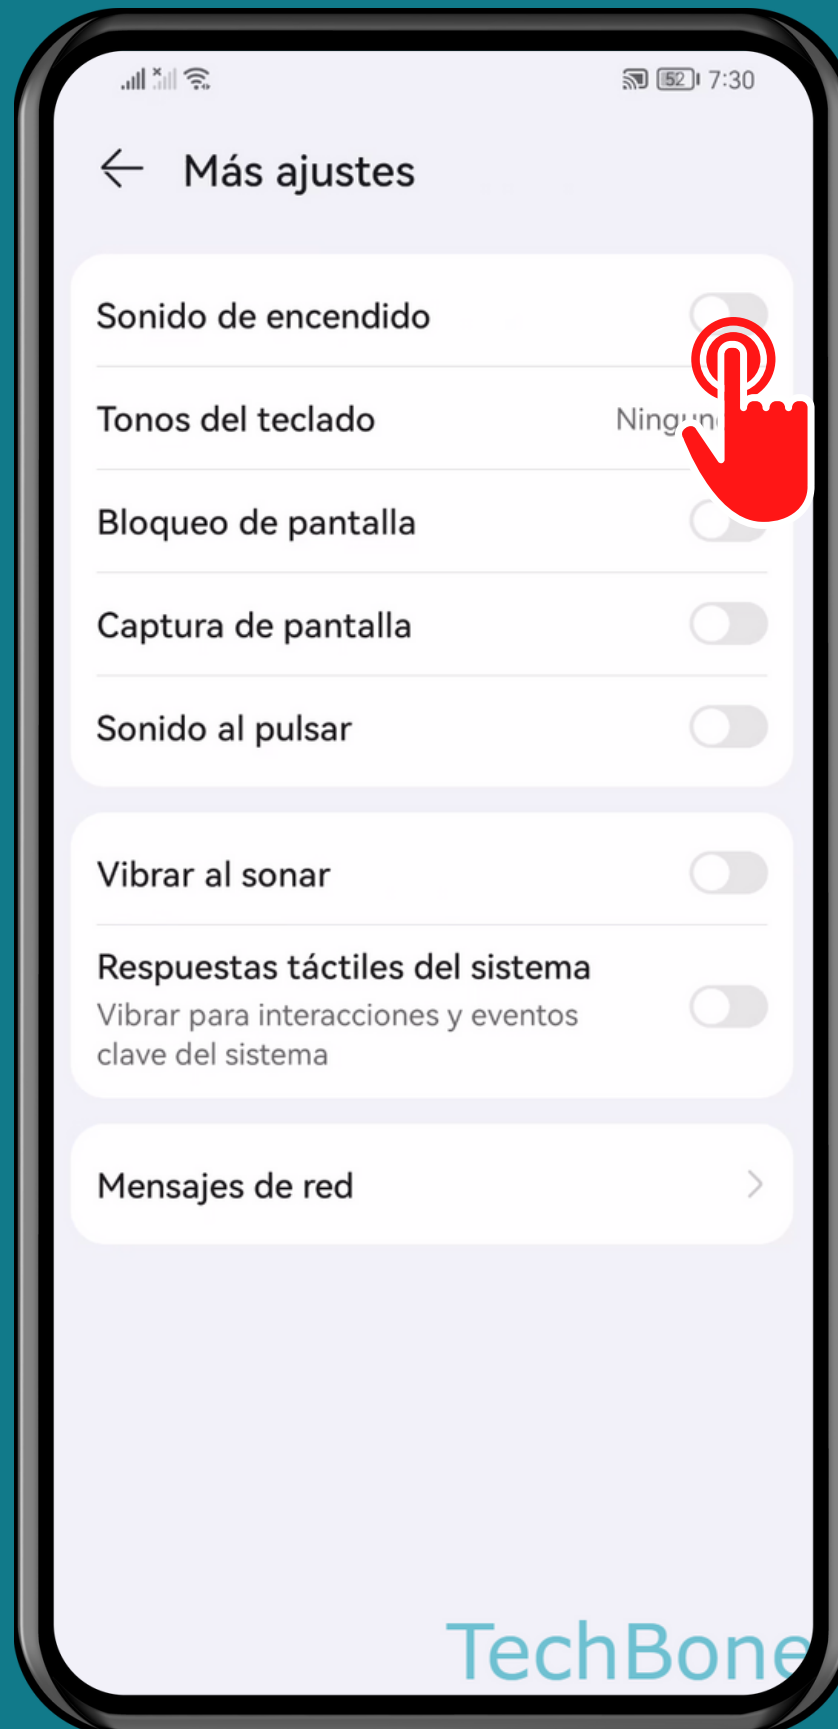 52 7:30
Más ajustes
Sonido de encendido
Tonos del teclado
Bloqueo de pantalla
Captura de pantalla
Sonido al pulsar
Vibrar al sonar
Respuestas táctiles del sistema
Vibrar para interacciones y eventos
clave del sistema
Mensajes de red
TechBone